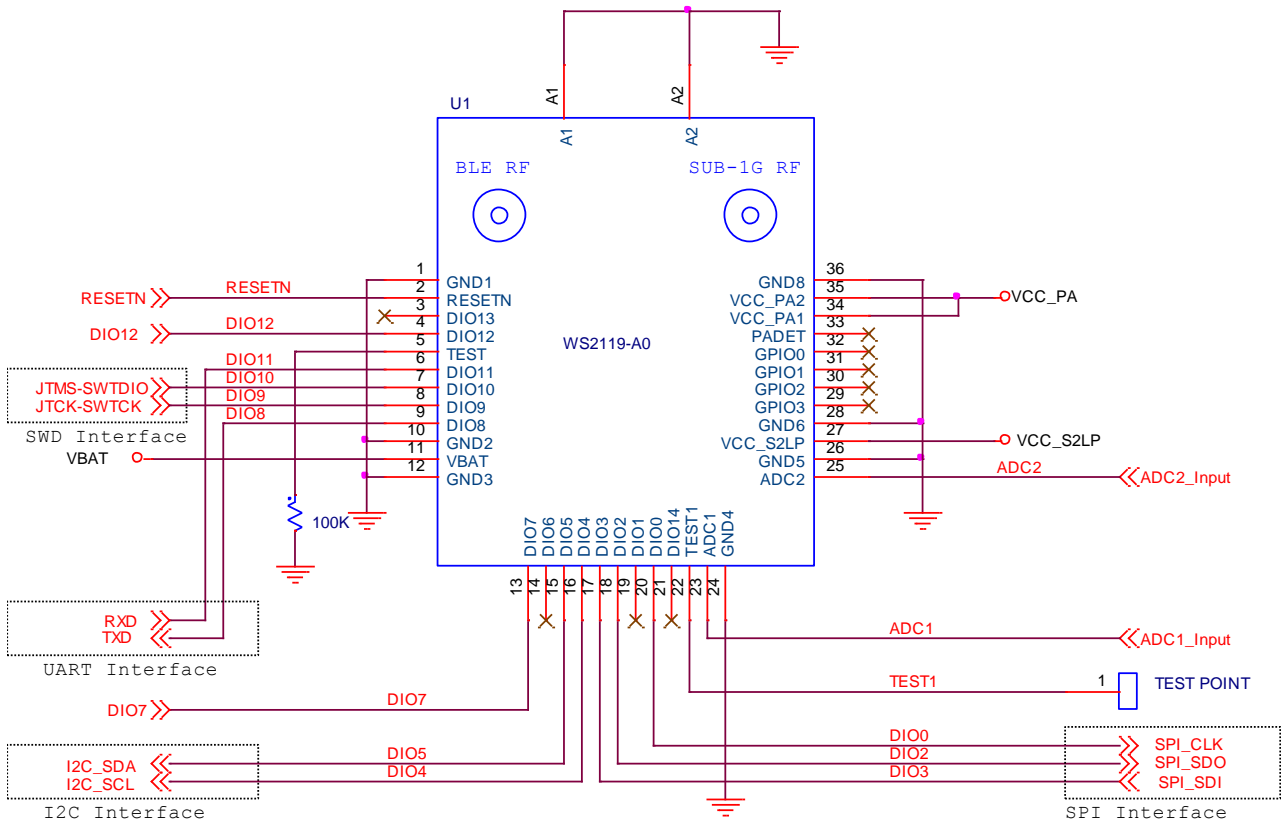 A1
A2
U1
A1
A2
BLE RF
SUB-1G RF
1
GND1
GND8
36
RESETN
RESETN
2
RESETN
VCC_PA2
35
VCC_PA
3
DIO13
VCC_PA1
34
DIO12
DIO12
4
DIO12
PADET
33
5
TEST
WS2119-A0
GPIO0
32
DIO11
6
DIO11
GPIO1
31
JTMS-SWTDIO
DIO10
7
DIO10
GPIO2
30
JTCK-SWTCK
DIO9
8
DIO9
GPIO3
29
DIO8
9
DIO8
GND6
28
SWD Interface
10
GND2
VCC_S2LP
27
VCC_S2LP
VBAT
11
VBAT
GND5
26
12
GND3
ADC2
25
ADC2
ADC2_Input
100K
DIO7
DIO6
DIO5
DIO4
DIO3
DIO2
DIO1
DIO0
DIO14
TEST1
ADC1
GND4
13
14
15
16
17
18
19
20
21
22
23
24
RXD
TXD
UART Interface
ADC1
ADC1_Input
TEST1
1
TEST POINT
DIO7
DIO7
DIO5
I2C_SDA
DIO4
I2C_SCL
I2C Interface
DIO0
SPI_CLK
DIO2
SPI_SDO
DIO3
SPI_SDI
SPI Interface